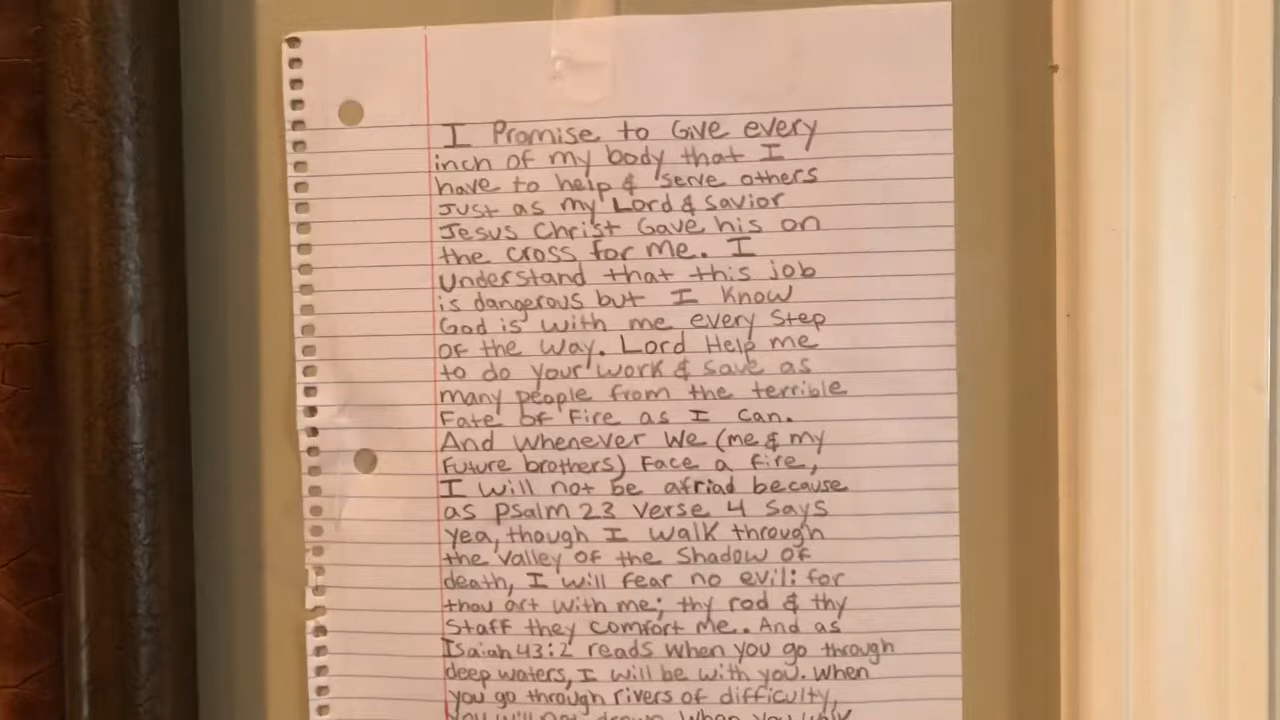 I Promise to Give every
inch of my body that I
have to help & serve others
Just as my Lord & Savior
Jesus Christ Gave his on
the cross for me. I
understand that this job
is dangerous but I Know
God is with me every Step
of the way. Lord Help me
to do your work & save as
many people from the terrible
Fate of Fire as I can.
And Whenever We (me & my
Future brothers) Face a fire,
I will not be afriad because
as Psalm 23 Verse 4 Says
yea, though I walk through
the Valley of the Shadow of
death, I will fear no evil: for
thou art with me; thy rod & thy
Staff they comfort me. And as
Isaiah 43:2 reads When you go through
deep waters, I will be with you. When
you go through rivers of difficulty,
You will not drown When you walk